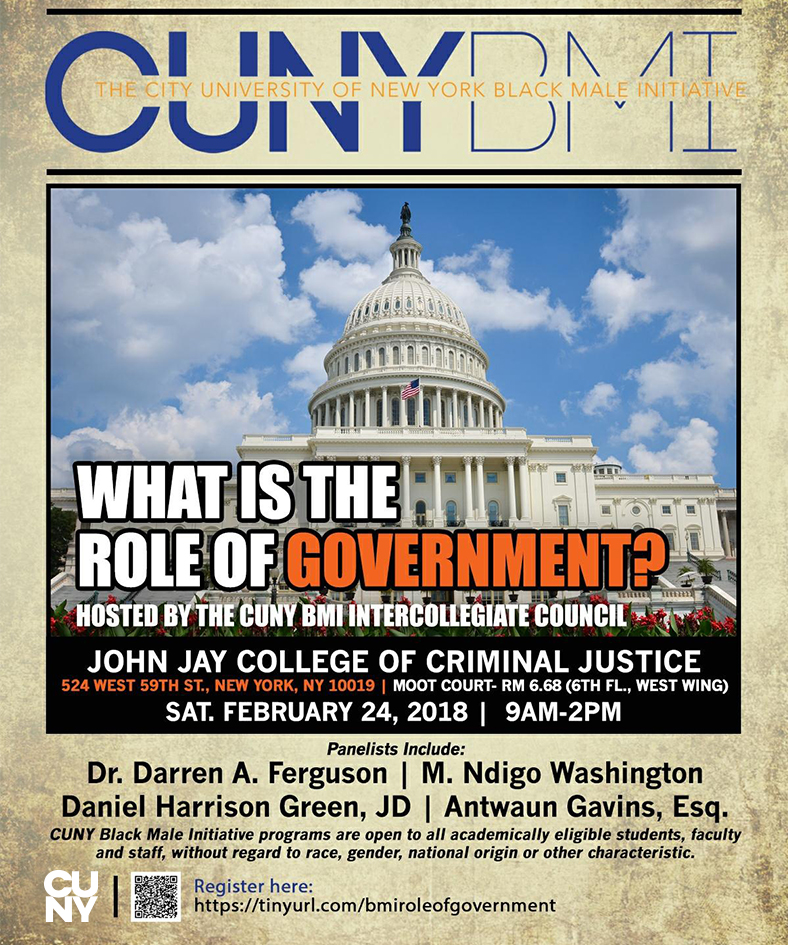 CUNYBMI
THE CITY UNIVERSITY OF NEW YORK BLACK MALE INITIATIVE
WHAT IS THE
ROLE OF GOVERNMENT?
HOSTED BY THE CUNY BMI INTERCOLLEGIATE COUNCIL
JOHN JAY COLLEGE OF CRIMINAL JUSTICE
524 WEST 59TH ST., NEW YORK, NY 10019 | MOOT COURT- RM 6.68 (6TH FL., WEST WING)
SAT. FEBRUARY 24, 2018 | 9AM-2PM
Panelists Include:
Dr. Darren A. Ferguson | M. Ndigo Washington
Daniel Harrison Green, JD | Antwaun Gavins, Esq.
CUNY Black Male Initiative programs are open to all academically eligible students, faculty
and staff, without regard to race, gender, national origin or other characteristic.
CU
NY
Register here:
https://tinyurl.com/bmiroleofgovernment